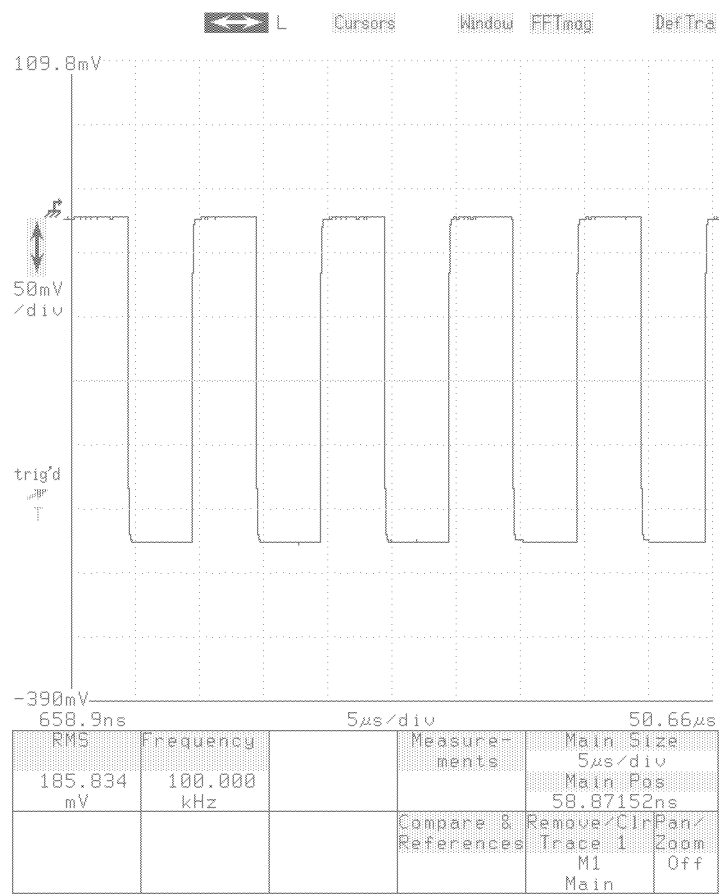 L Cursors Window FFTmag DefTra
109.8mV
50mV
/div
trig'd
T
-390mV
658.9ns 5µs/div 50.66µs
RMS Frequency Measure- Main Size
ments 5µs/div
185.834 100.000 Main Pos
mV kHz 58.87152ns
Compare & Remove/Clr Pan/
References Trace 1 Zoom
M1 Off
Main